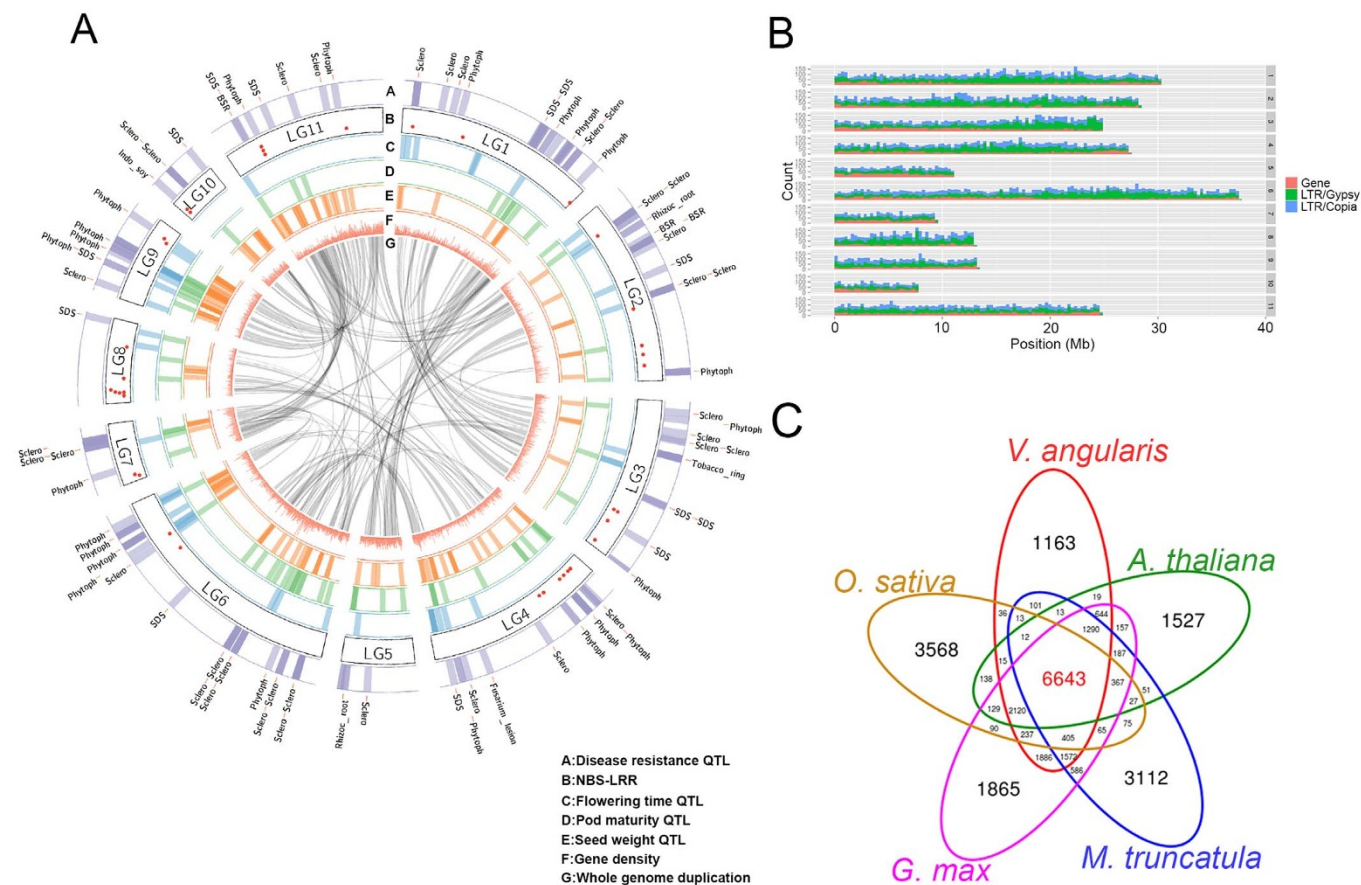 A
A
B
C
D
E
F
G
LG1
LG2
LG3
LG4
LG5
LG6
LG7
LG8
LG9
LG10
LG11
Sclero
Sclero
Sclero
Phytoph
SDS - SDS
Phytoph
Phytoph
Sclero - Sclero
Phytoph
Sclero - Sclero
Rhizoc_root
BSR - BSR
Sclero
SDS
Sclero - Sclero
Phytoph
Sclero
Phytoph
Sclero
Sclero - Sclero
Tobacco_ring
SDS - SDS
SDS
Phytoph
Sclero - Phytoph
Phytoph
Phytoph
Sclero
Fusarium_lesion
Sclero - Phytoph
SDS
Sclero
Rhizoc_root
Sclero - Sclero
Sclero - Sclero
Phytoph
Sclero - Sclero
Sclero - Sclero
SDS
Sclero
Phytoph
Phytoph
Phytoph
Phytoph
Phytoph
Sclero - Sclero
Sclero
SDS
Sclero
Phytoph - SDS
Phytoph
Phytoph
Phytoph
Indo_soy
Sclero - Sclero
SDS
SDS - BSR
Phytoph
SDS
Sclero
Sclero
Phytoph
A:Disease resistance QTL
B:NBS-LRR
C:Flowering time QTL
D:Pod maturity QTL
E:Seed weight QTL
F:Gene density
G:Whole genome duplication
B
Count
1
2
3
4
5
6
7
8
9
10
11
0 10 20 30 40
Position (Mb)
Gene
LTR/Gypsy
LTR/Copia
C
V. angularis
A. thaliana
O. sativa
G. max
M. truncatula
1163
1527
3568
19
101
36
13
13
644
12
1290
157
187
15
6643
138
367
51
27
129
2120
75
90
237
405
65
1886
1572
586
1865
3112